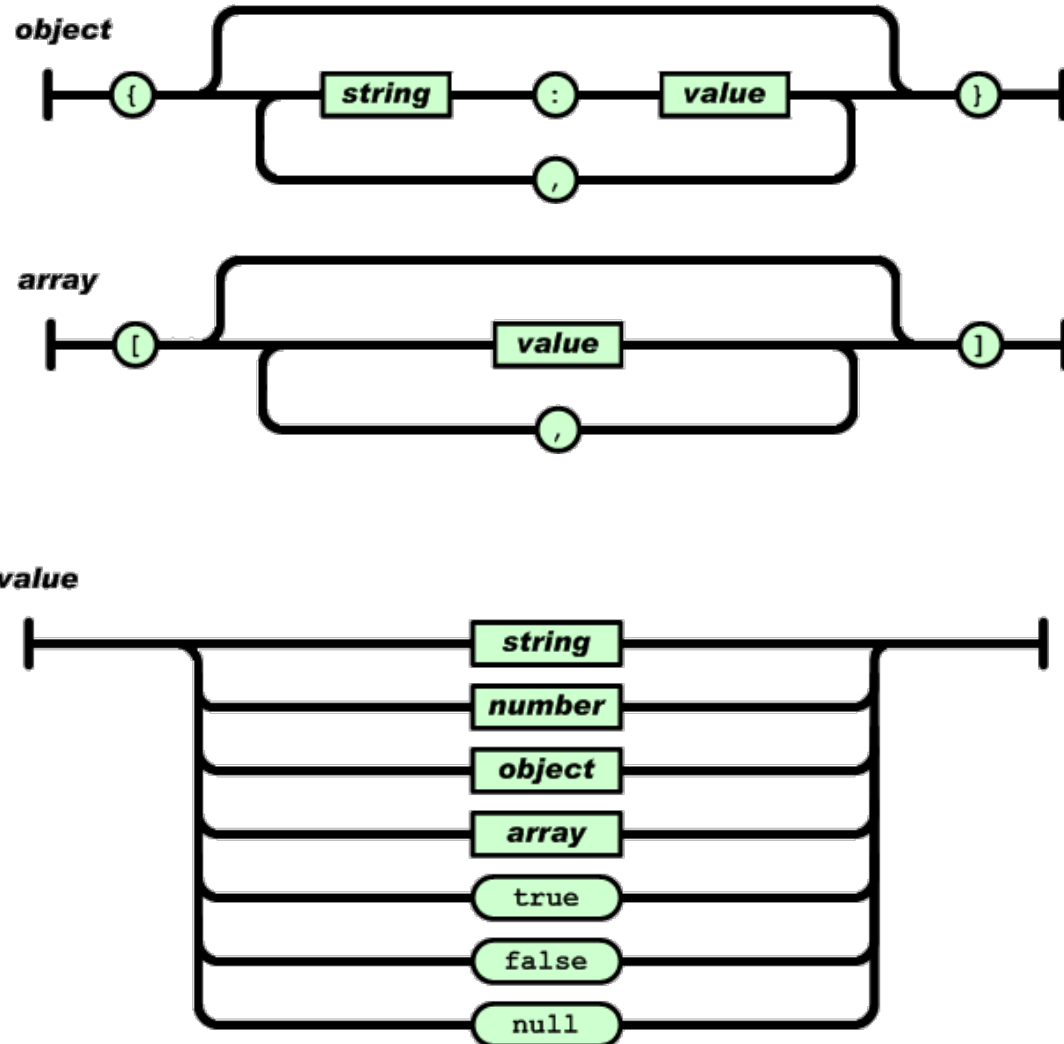 object
{ string : value }
,
array
[ value ]
,
value
string
number
object
array
true
false
null